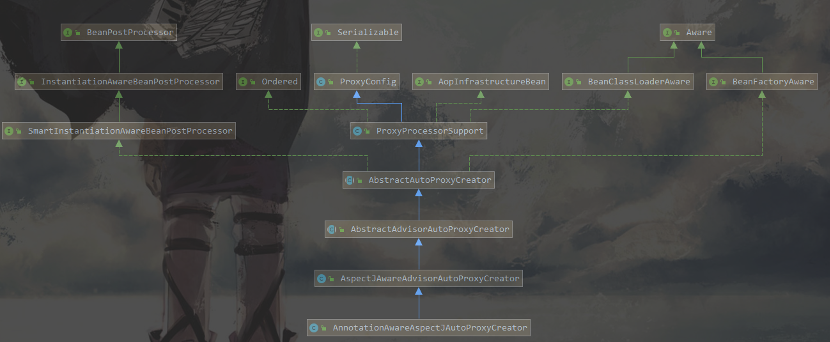 BeanPostProcessor
Serializable
Aware
InstantiationAwareBeanPostProcessor
Ordered
ProxyConfig
AopInfrastructureBean
BeanClassLoaderAware
BeanFactoryAware
SmartInstantiationAwareBeanPostProcessor
ProxyProcessorSupport
AbstractAutoProxyCreator
AbstractAdvisorAutoProxyCreator
AspectJAwareAdvisorAutoProxyCreator
AnnotationAwareAspectJAutoProxyCreator